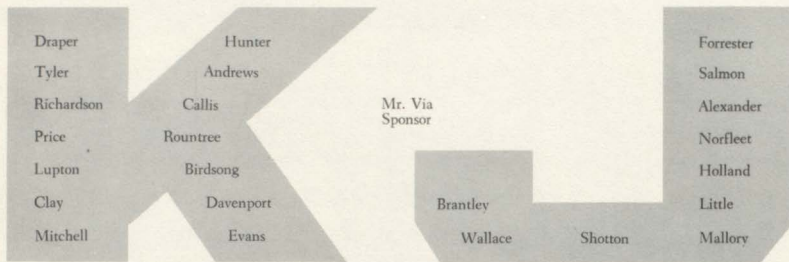 Draper
Tyler
Richardson
Price
Lupton
Clay
Mitchell
Hunter
Andrews
Callis
Rountree
Birdsong
Davenport
Evans
Mr. Via
Sponsor
Brantley
Wallace
Shotton
Forrester
Salmon
Alexander
Norfleet
Holland
Little
Mallory
KJ